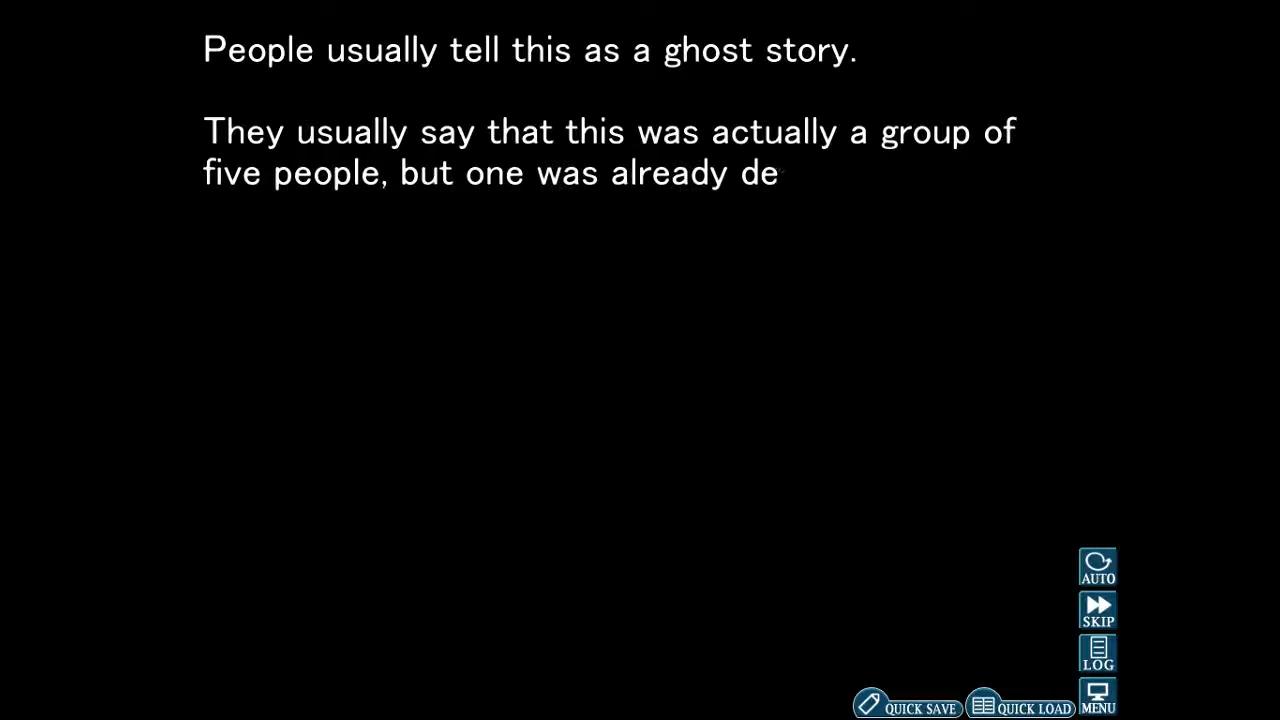 People usually tell this as a ghost story.
They usually say that this was actually a group of
five people, but one was already de
AUTO
SKIP
LOG
MENU
QUICK SAVE
QUICK LOAD